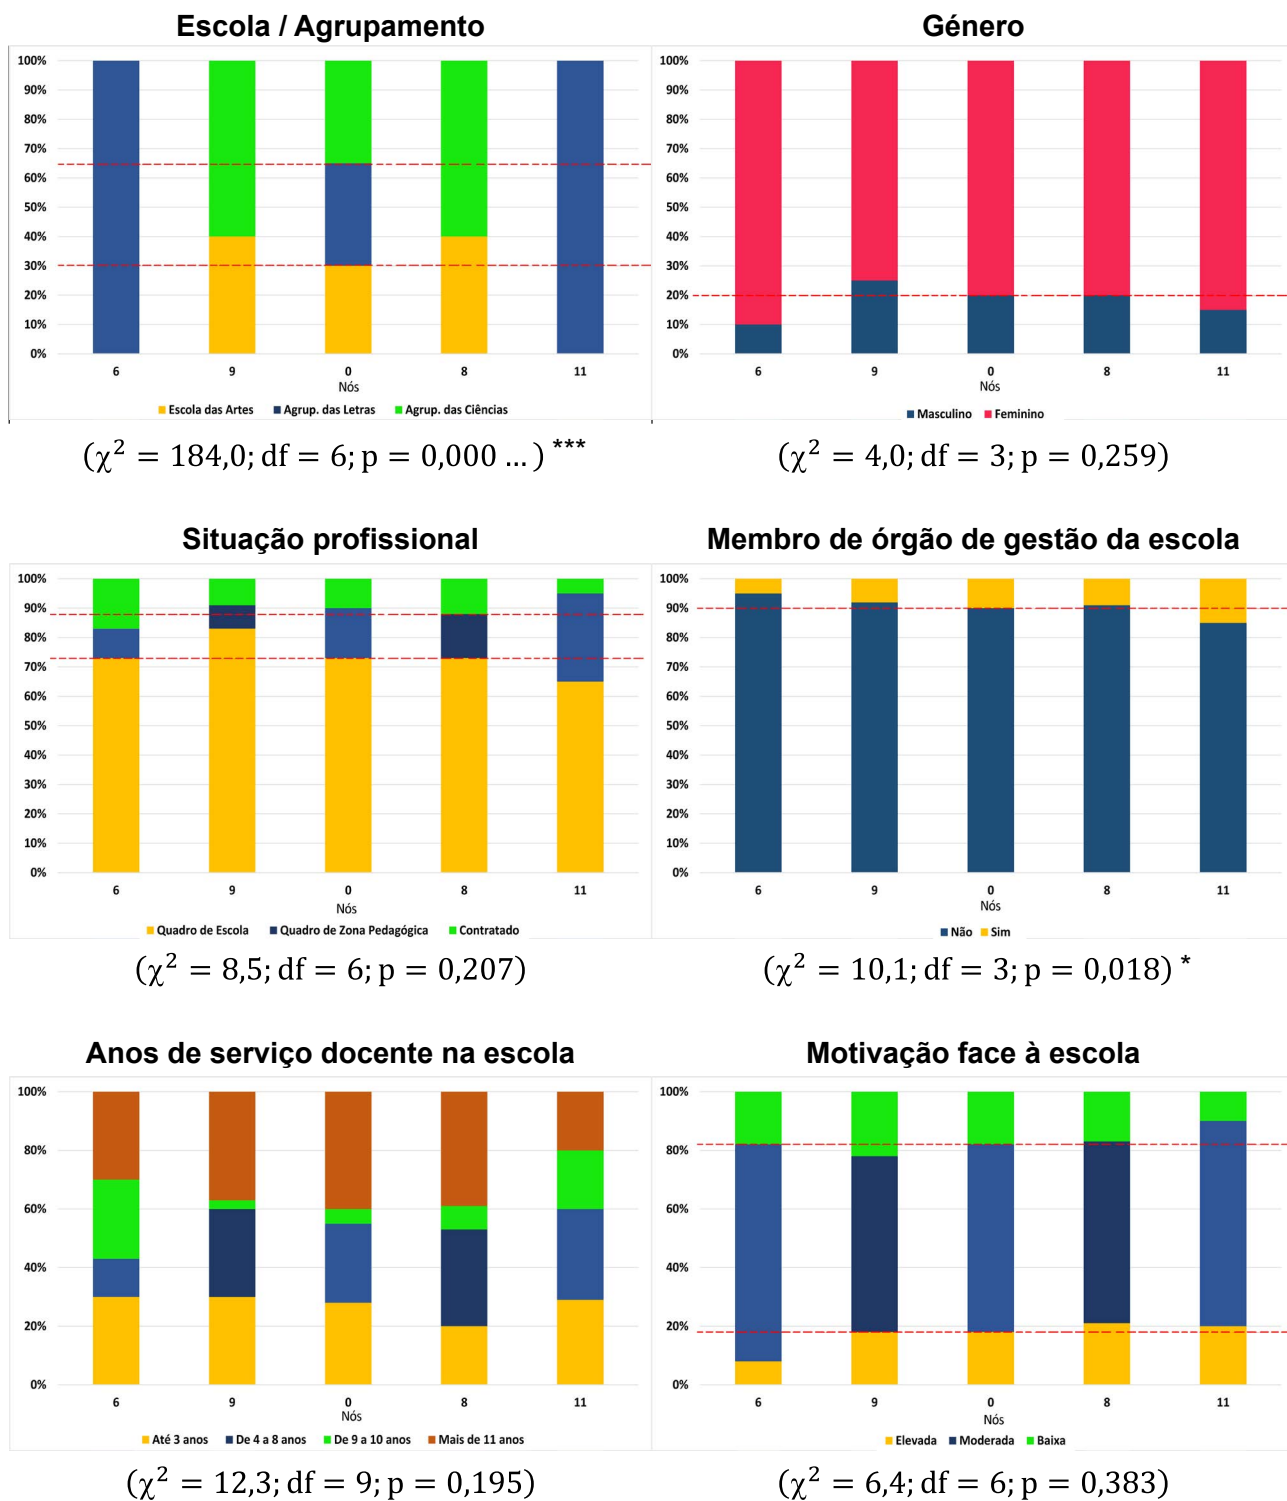 Escola / Agrupamento
100%
90%
80%
70%
60%
50%
40%
30%
20%
10%
0%
6 9 0 8 11
Nós
Escola das Artes Agrup. das Letras Agrup. das Ciências
(χ² = 184,0; df = 6; p = 0,000 …) ***
Género
100%
90%
80%
70%
60%
50%
40%
30%
20%
10%
0%
6 9 0 8 11
Nós
Masculino Feminino
(χ² = 4,0; df = 3; p = 0,259)
Situação profissional
100%
90%
80%
70%
60%
50%
40%
30%
20%
10%
0%
6 9 0 8 11
Nós
Quadro de Escola Quadro de Zona Pedagógica Contratado
(χ² = 8,5; df = 6; p = 0,207)
Membro de órgão de gestão da escola
100%
90%
80%
70%
60%
50%
40%
30%
20%
10%
0%
6 9 0 8 11
Nós
Não Sim
(χ² = 10,1; df = 3; p = 0,018) *
Anos de serviço docente na escola
100%
80%
60%
40%
20%
0%
6 9 0 8 11
Nós
Até 3 anos De 4 a 8 anos De 9 a 10 anos Mais de 11 anos
(χ² = 12,3; df = 9; p = 0,195)
Motivação face à escola
100%
80%
60%
40%
20%
0%
6 9 0 8 11
Nós
Elevada Moderada Baixa
(χ² = 6,4; df = 6; p = 0,383)